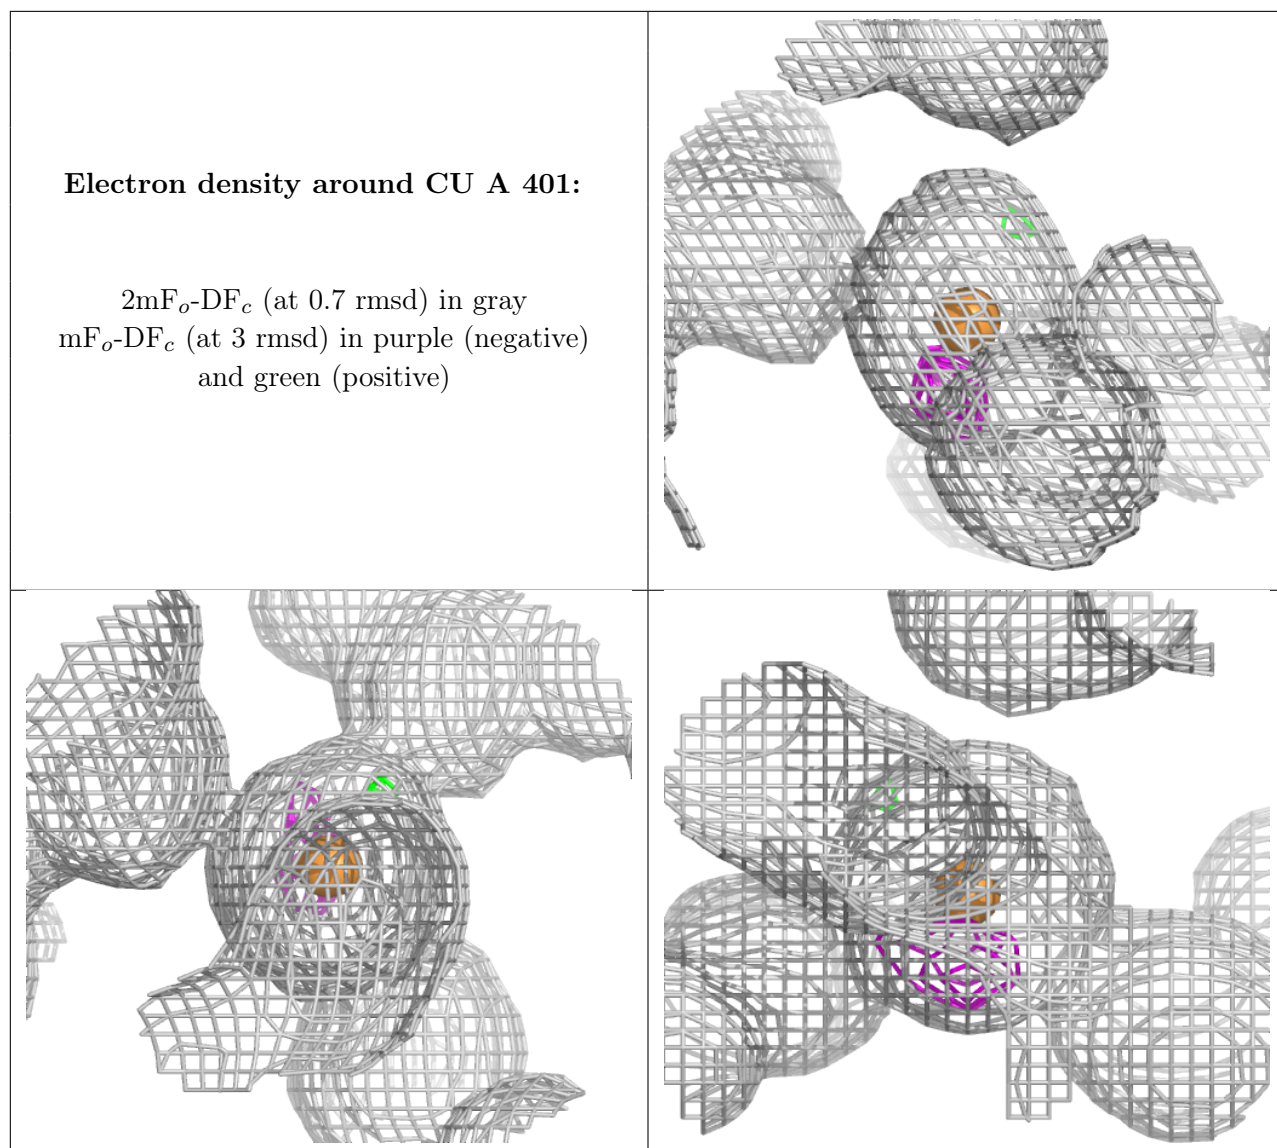 Electron density around CU A 401:
2mFo-DFc (at 0.7 rmsd) in gray
mFo-DFc (at 3 rmsd) in purple (negative)
and green (positive)